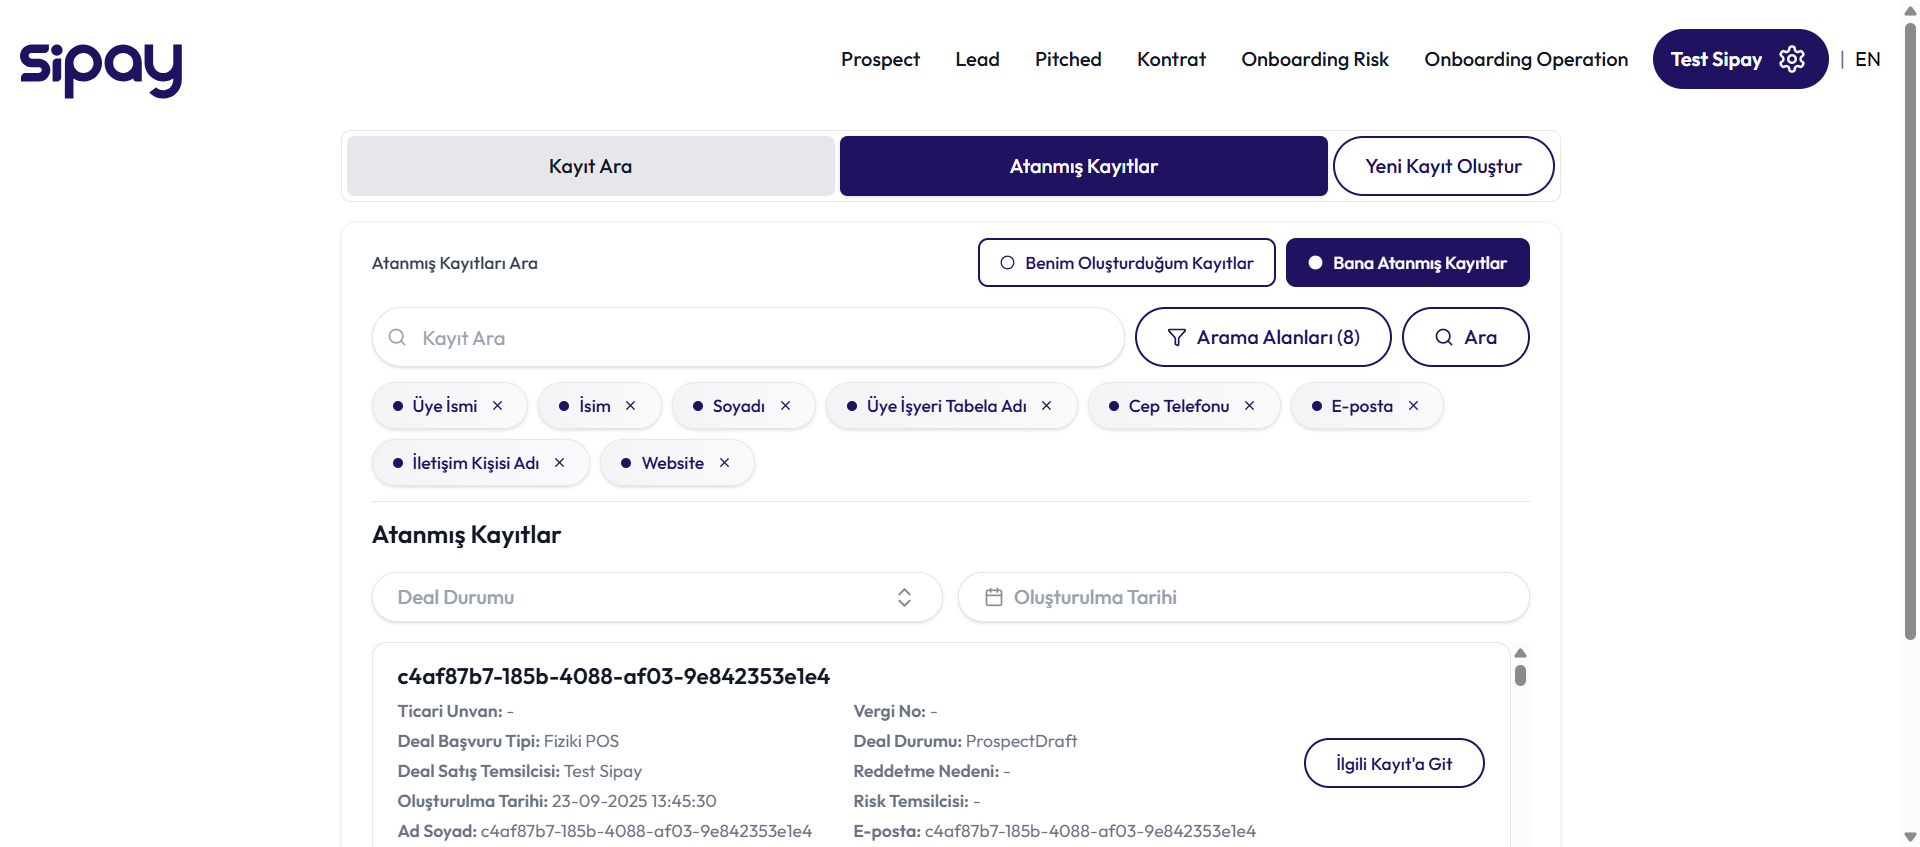 sipay
Prospect Lead Pitched Kontrat Onboarding Risk Onboarding Operation Test Sipay | EN
Kayıt Ara Atanmış Kayıtlar Yeni Kayıt Oluştur
Atanmış Kayıtları Ara Benim Oluşturduğum Kayıtlar Bana Atanmış Kayıtlar
Kayıt Ara Arama Alanları (8) Ara
Üye İsmi × İsim × Soyadı × Üye İşyeri Tabela Adı × Cep Telefonu × E-posta ×
İletişim Kişisi Adı × Website ×
Atanmış Kayıtlar
Deal Durumu Oluşturulma Tarihi
c4af87b7-185b-4088-af03-9e842353e1e4
Ticari Unvan: - Vergi No: -
Deal Başvuru Tipi: Fiziki POS Deal Durumu: ProspectDraft
Deal Satış Temsilcisi: Test Sipay Reddetme Nedeni: -
İlgili Kayıt'a Git
Oluşturulma Tarihi: 23-09-2025 13:45:30 Risk Temsilcisi: -
Ad Soyad: c4af87b7-185b-4088-af03-9e842353e1e4 E-posta: c4af87b7-185b-4088-af03-9e842353e1e4